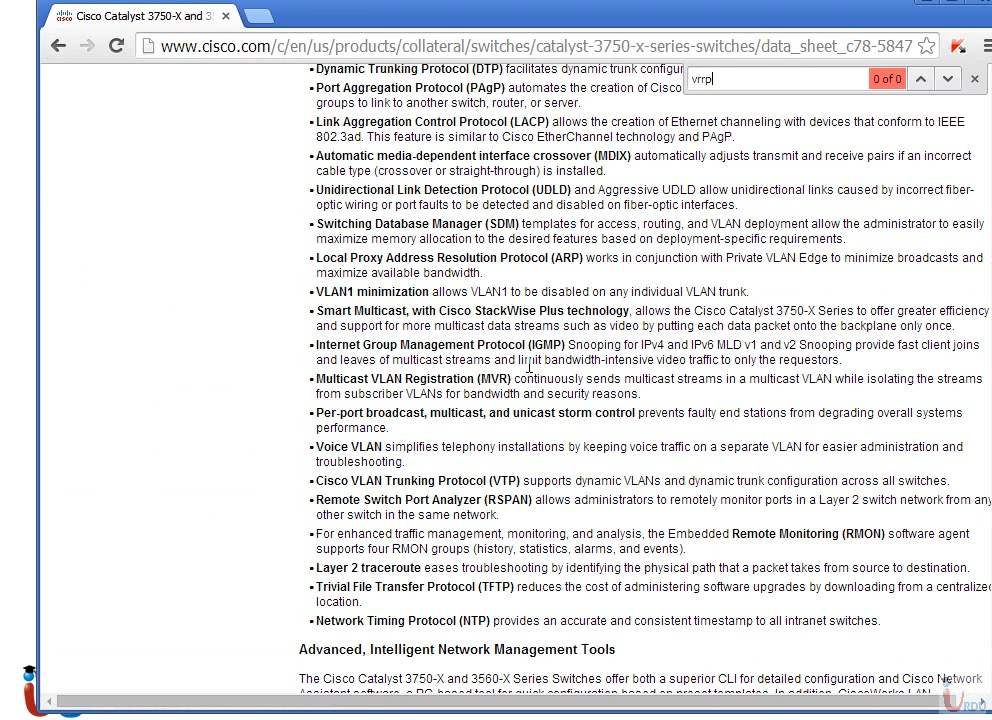 Cisco Catalyst 3750-X and 3
www.cisco.com/c/en/us/products/collateral/switches/catalyst-3750-x-series-switches/data_sheet_c78-5847
vrrp
0 of 0
Dynamic Trunking Protocol (DTP) facilitates dynamic trunk configur
Port Aggregation Protocol (PAgP) automates the creation of Cisco
groups to link to another switch, router, or server.
Link Aggregation Control Protocol (LACP) allows the creation of Ethernet channeling with devices that conform to IEEE
802.3ad. This feature is similar to Cisco EtherChannel technology and PAgP.
Automatic media-dependent interface crossover (MDIX) automatically adjusts transmit and receive pairs if an incorrect
cable type (crossover or straight-through) is installed.
Unidirectional Link Detection Protocol (UDLD) and Aggressive UDLD allow unidirectional links caused by incorrect fiber-
optic wiring or port faults to be detected and disabled on fiber-optic interfaces.
Switching Database Manager (SDM) templates for access, routing, and VLAN deployment allow the administrator to easily
maximize memory allocation to the desired features based on deployment-specific requirements.
Local Proxy Address Resolution Protocol (ARP) works in conjunction with Private VLAN Edge to minimize broadcasts and
maximize available bandwidth.
VLAN1 minimization allows VLAN1 to be disabled on any individual VLAN trunk.
Smart Multicast, with Cisco StackWise Plus technology, allows the Cisco Catalyst 3750-X Series to offer greater efficiency
and support for more multicast data streams such as video by putting each data packet onto the backplane only once.
Internet Group Management Protocol (IGMP) Snooping for IPv4 and IPv6 MLD v1 and v2 Snooping provide fast client joins
and leaves of multicast streams and limit bandwidth-intensive video traffic to only the requestors.
Multicast VLAN Registration (MVR) continuously sends multicast streams in a multicast VLAN while isolating the streams
from subscriber VLANs for bandwidth and security reasons.
Per-port broadcast, multicast, and unicast storm control prevents faulty end stations from degrading overall systems
performance.
Voice VLAN simplifies telephony installations by keeping voice traffic on a separate VLAN for easier administration and
troubleshooting.
Cisco VLAN Trunking Protocol (VTP) supports dynamic VLANs and dynamic trunk configuration across all switches.
Remote Switch Port Analyzer (RSPAN) allows administrators to remotely monitor ports in a Layer 2 switch network from any
other switch in the same network.
For enhanced traffic management, monitoring, and analysis, the Embedded Remote Monitoring (RMON) software agent
supports four RMON groups (history, statistics, alarms, and events).
Layer 2 traceroute eases troubleshooting by identifying the physical path that a packet takes from source to destination.
Trivial File Transfer Protocol (TFTP) reduces the cost of administering software upgrades by downloading from a centralized
location.
Network Timing Protocol (NTP) provides an accurate and consistent timestamp to all intranet switches.
Advanced, Intelligent Network Management Tools
The Cisco Catalyst 3750-X and 3560-X Series Switches offer both a superior CLI for detailed configuration and Cisco Network